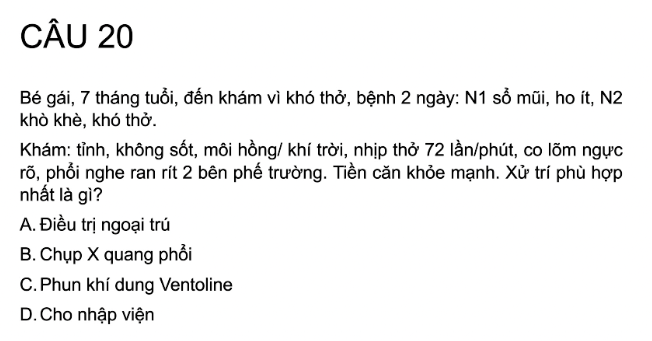 CÂU 20
Bé gái, 7 tháng tuổi, đến khám vì khó thở, bệnh 2 ngày: N1 sổ mũi, ho ít, N2
khò khè, khó thở.
Khám: tỉnh, không sốt, môi hồng/ khí trời, nhịp thở 72 lần/phút, co lõm ngực
rõ, phổi nghe ran rít 2 bên phế trường. Tiền căn khỏe mạnh. Xử trí phù hợp
nhất là gì?
A. Điều trị ngoại trú
B. Chụp X quang phổi
C. Phun khí dung Ventoline
D. Cho nhập viện